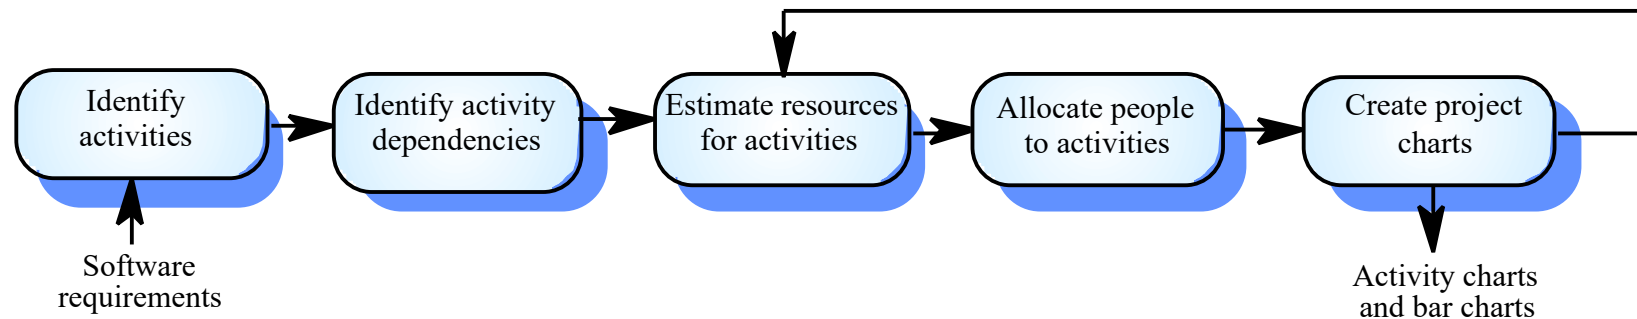 Identify
activities
Identify activity
dependencies
Estimate resources
for activities
Allocate people
to activities
Create project
charts
Software
requirements
Activity charts
and bar charts